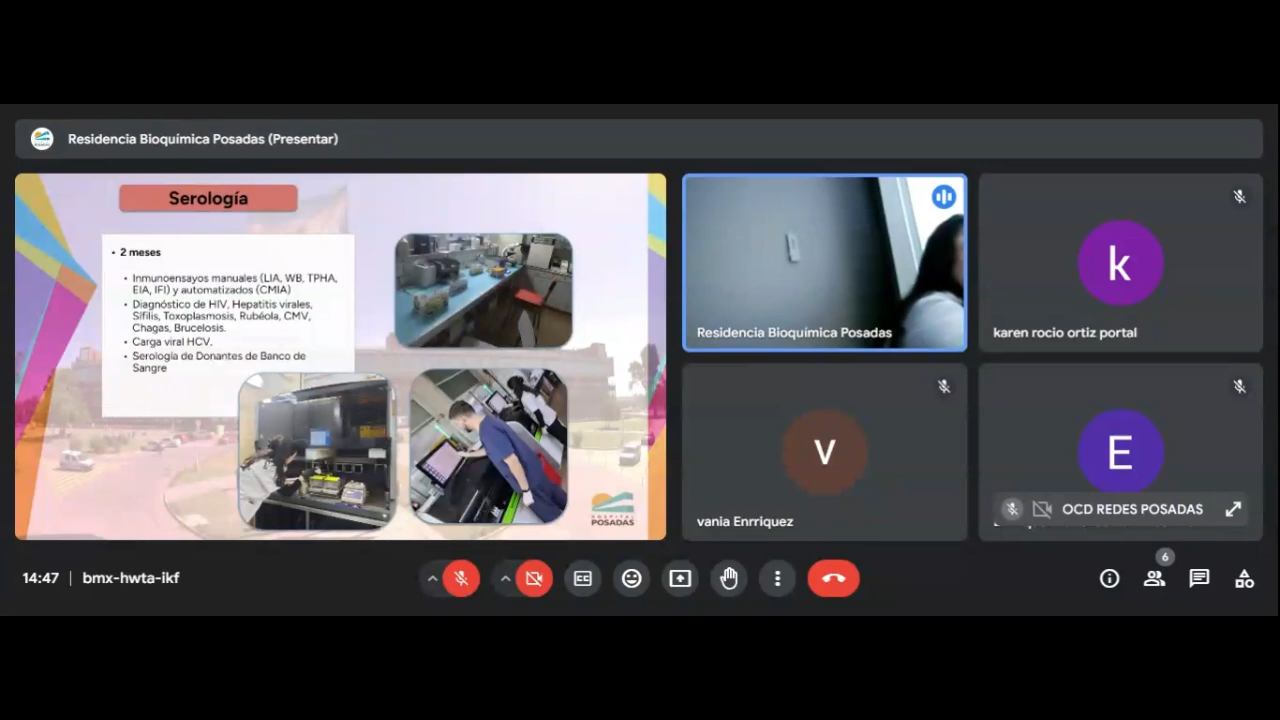 Residencia Bioquímica Posadas (Presentar)
Serología
• 2 meses
• Inmunoensayos manuales (LIA, WB, TPHA,
EIA, IFI) y automatizados (CMIA)
• Diagnóstico de HIV, Hepatitis virales,
Sífilis, Toxoplasmosis, Rubéola, CMV,
Chagas, Brucelosis.
• Carga viral HCV.
• Serología de Donantes de Banco de
Sangre
HOSPITAL
POSADAS
Residencia Bioquímica Posadas
k
karen rocio ortiz portal
v
vania Enrriquez
E
OCD REDES POSADAS
14:47 | bmx-hwta-ikf
6